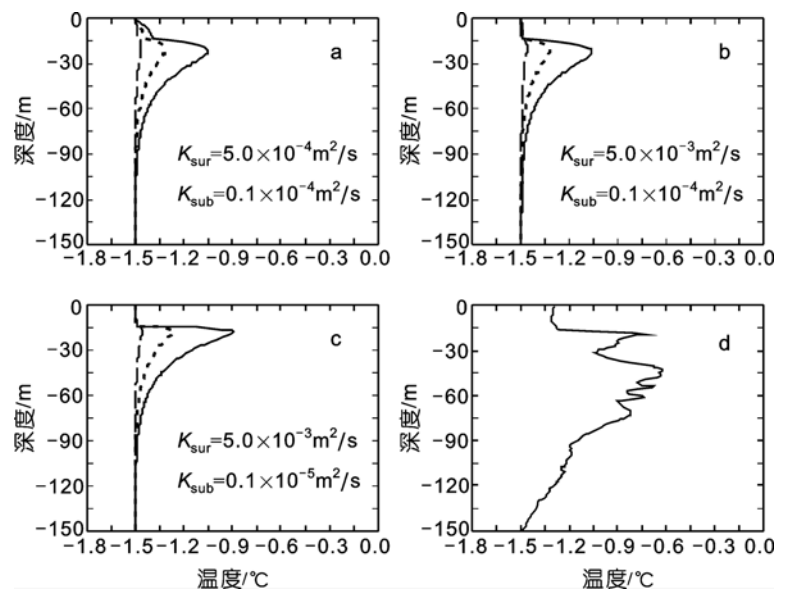 0
−30
−60
−90
−120
−150
深度/m
a
K_sur=5.0×10⁻⁴m²/s
K_sub=0.1×10⁻⁴m²/s
−1.8 −1.5 −1.2 −0.9 −0.6 −0.3 0.0
0
−30
−60
−90
−120
−150
深度/m
b
K_sur=5.0×10⁻³m²/s
K_sub=0.1×10⁻⁴m²/s
−1.8 −1.5 −1.2 −0.9 −0.6 −0.3 0.0
0
−30
−60
−90
−120
−150
深度/m
c
K_sur=5.0×10⁻³m²/s
K_sub=0.1×10⁻⁵m²/s
−1.8 −1.5 −1.2 −0.9 −0.6 −0.3 0.0
温度/℃
0
−30
−60
−90
−120
−150
深度/m
d
−1.8 −1.5 −1.2 −0.9 −0.6 −0.3 0.0
温度/℃